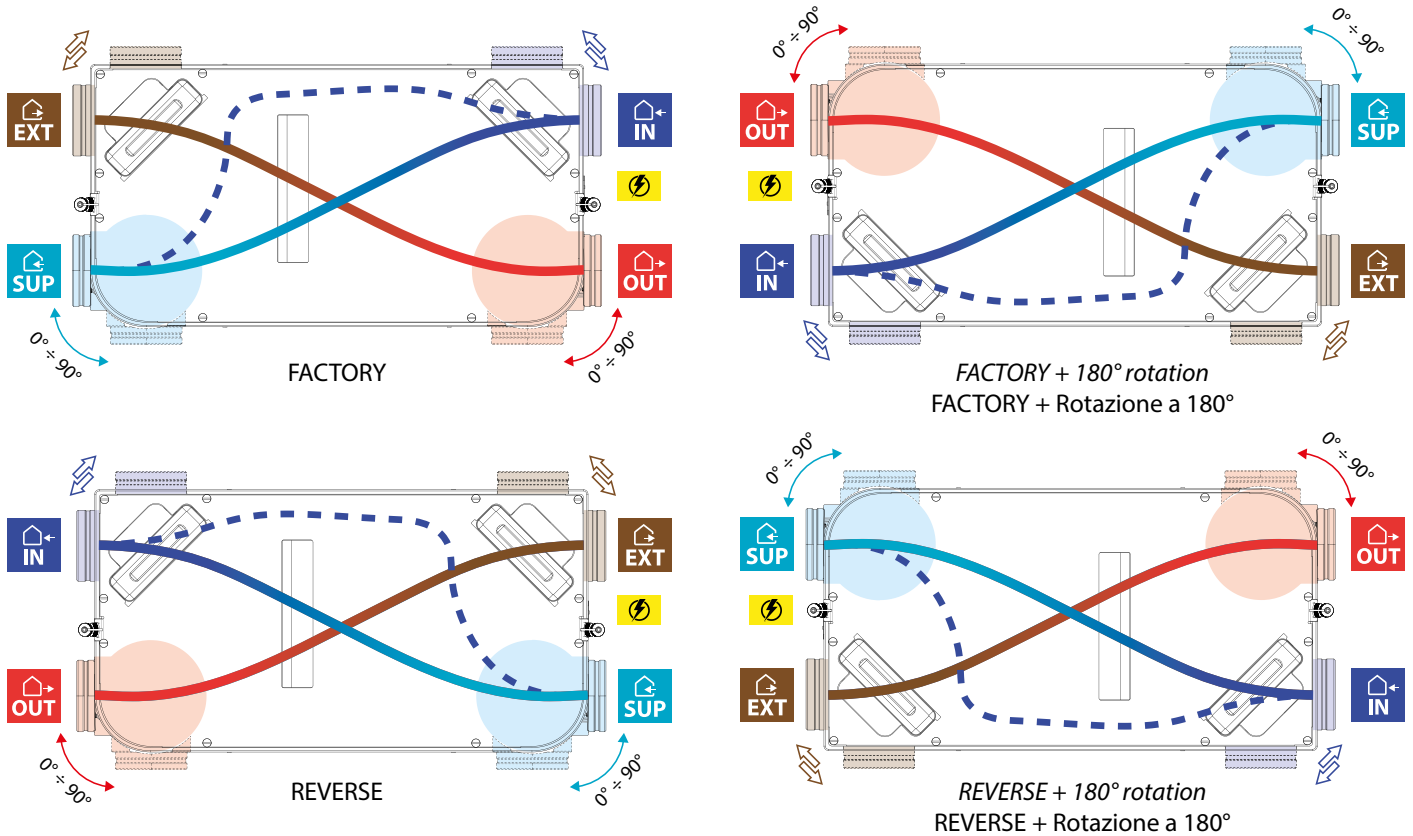 EXT
IN
SUP
OUT
0° ÷ 90°
0° ÷ 90°
FACTORY
0° ÷ 90°
0° ÷ 90°
OUT
SUP
IN
EXT
FACTORY + 180° rotation
FACTORY + Rotazione a 180°
IN
EXT
OUT
SUP
0° ÷ 90°
0° ÷ 90°
REVERSE
0° ÷ 90°
0° ÷ 90°
SUP
OUT
EXT
IN
REVERSE + 180° rotation
REVERSE + Rotazione a 180°